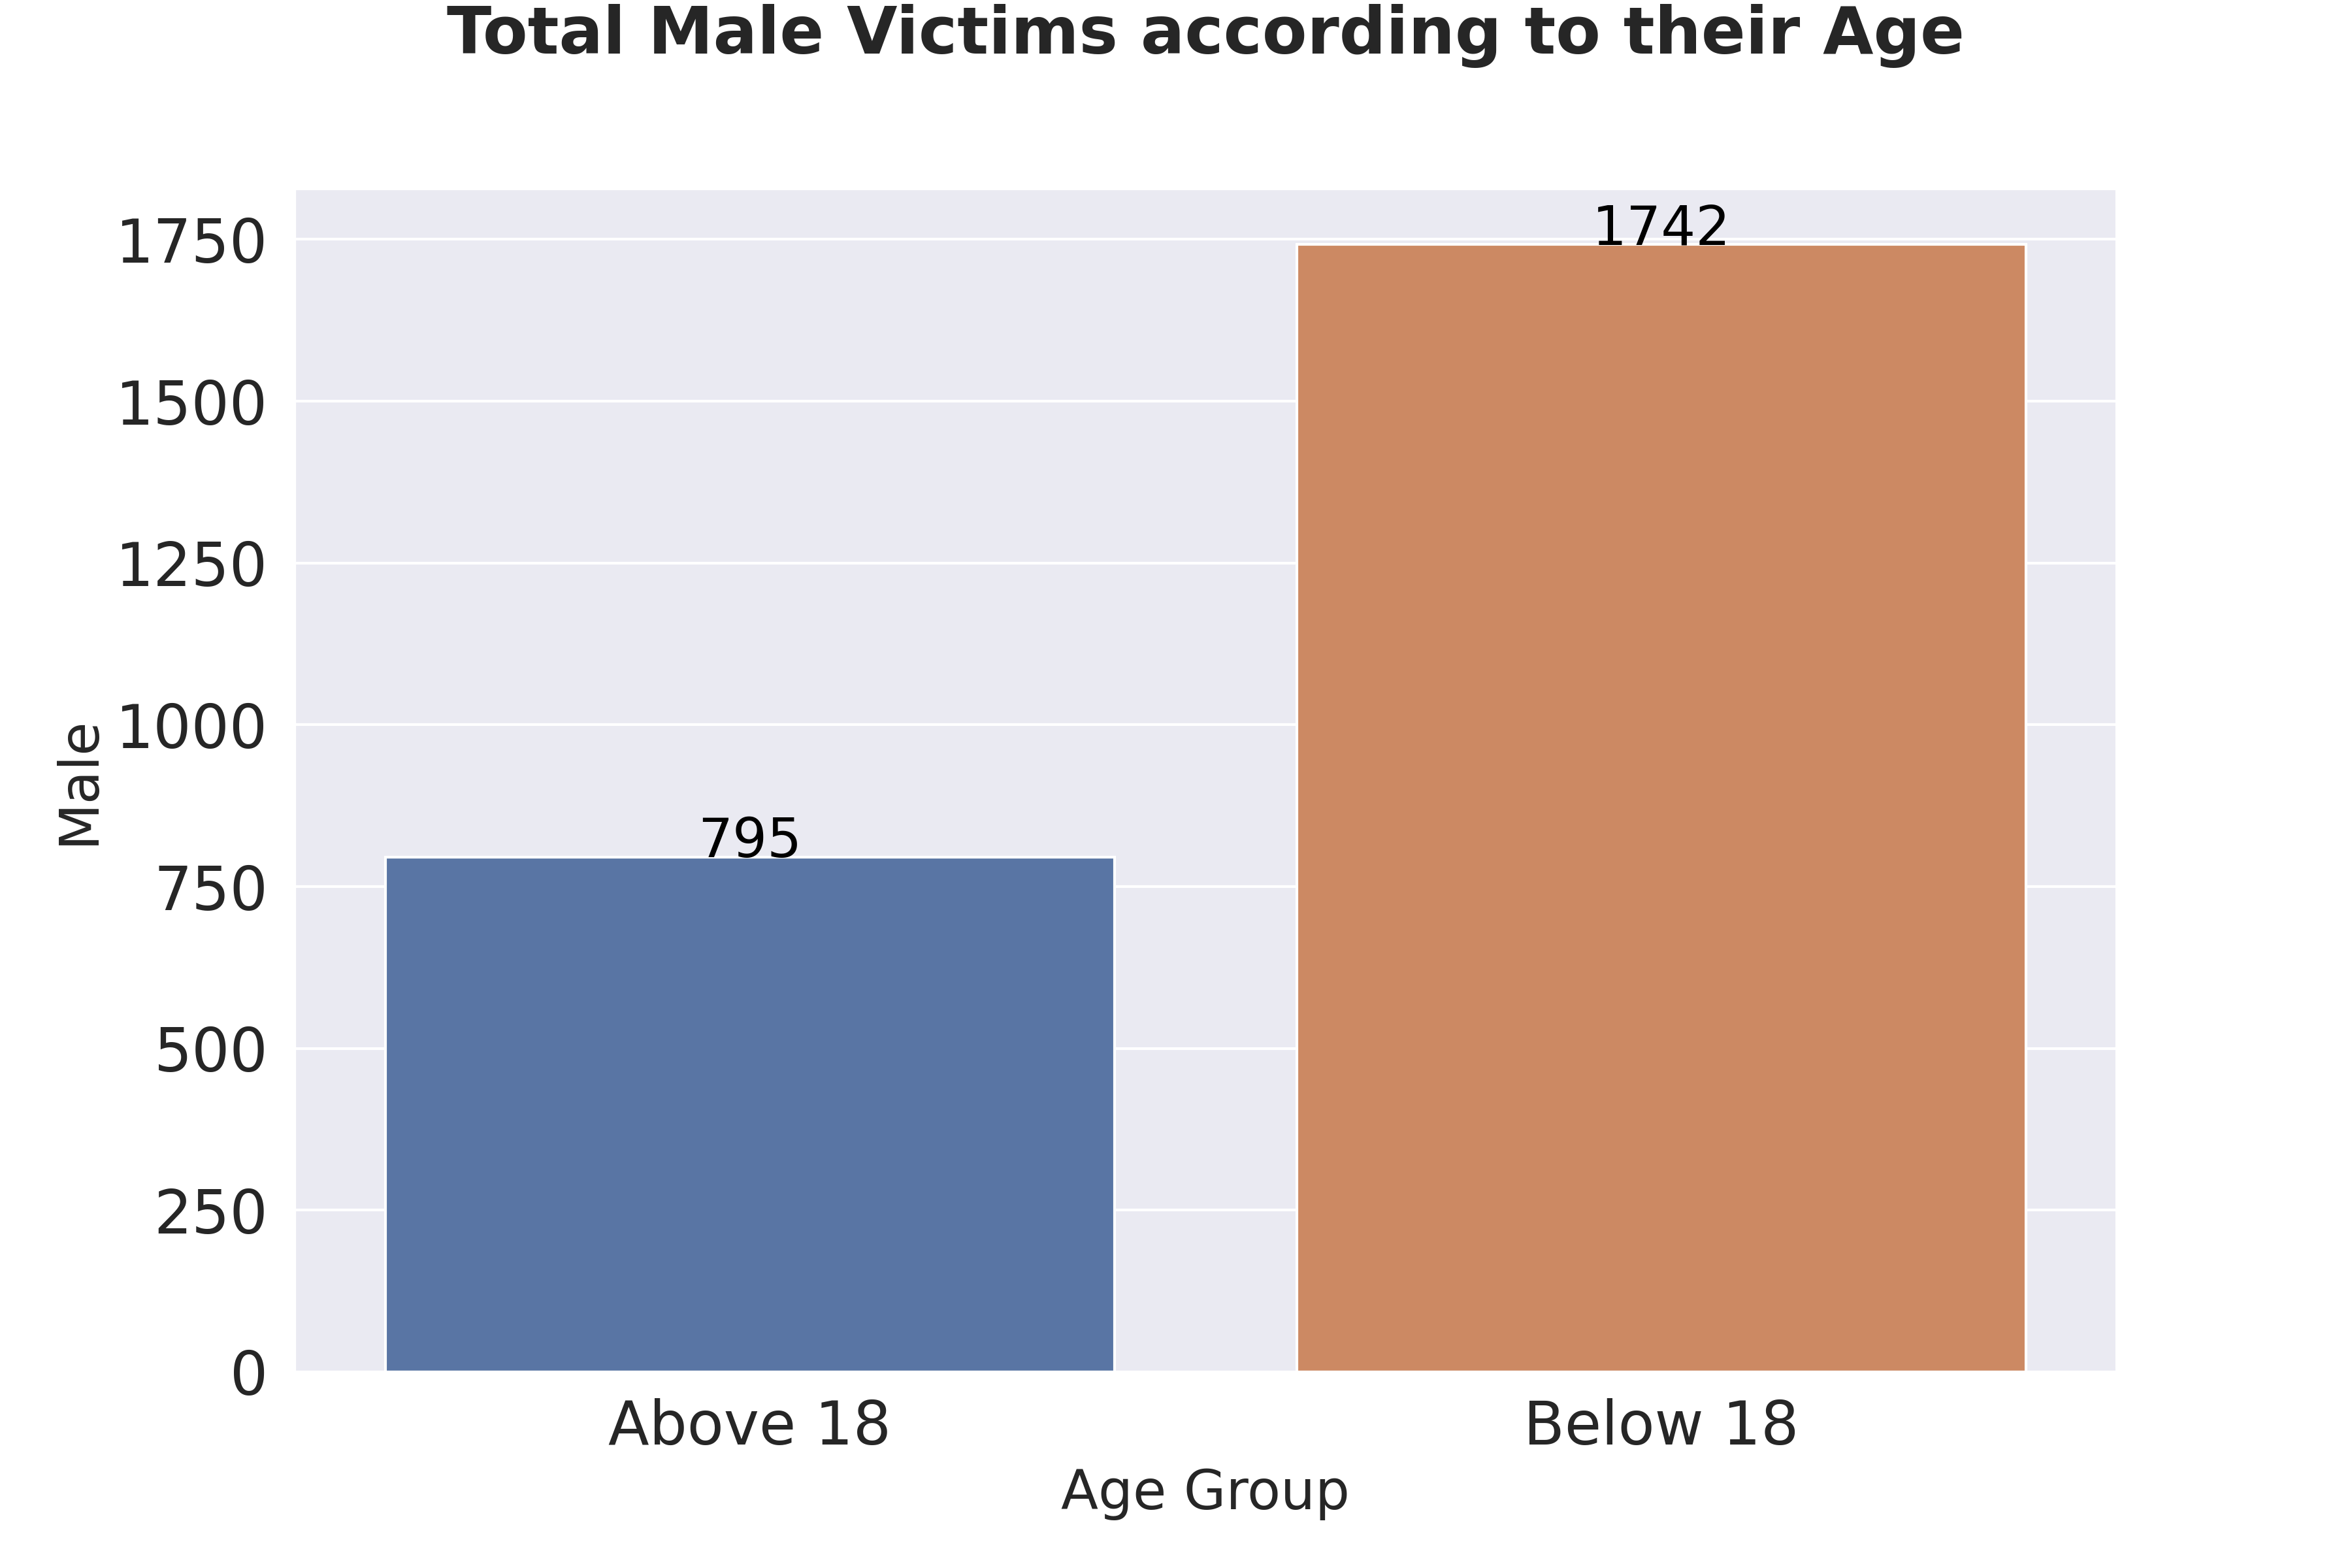 Total Male Victims according to their Age
1750
1500
1250
1000
750
500
250
0
Male
1742
795
Above 18
Below 18
Age Group